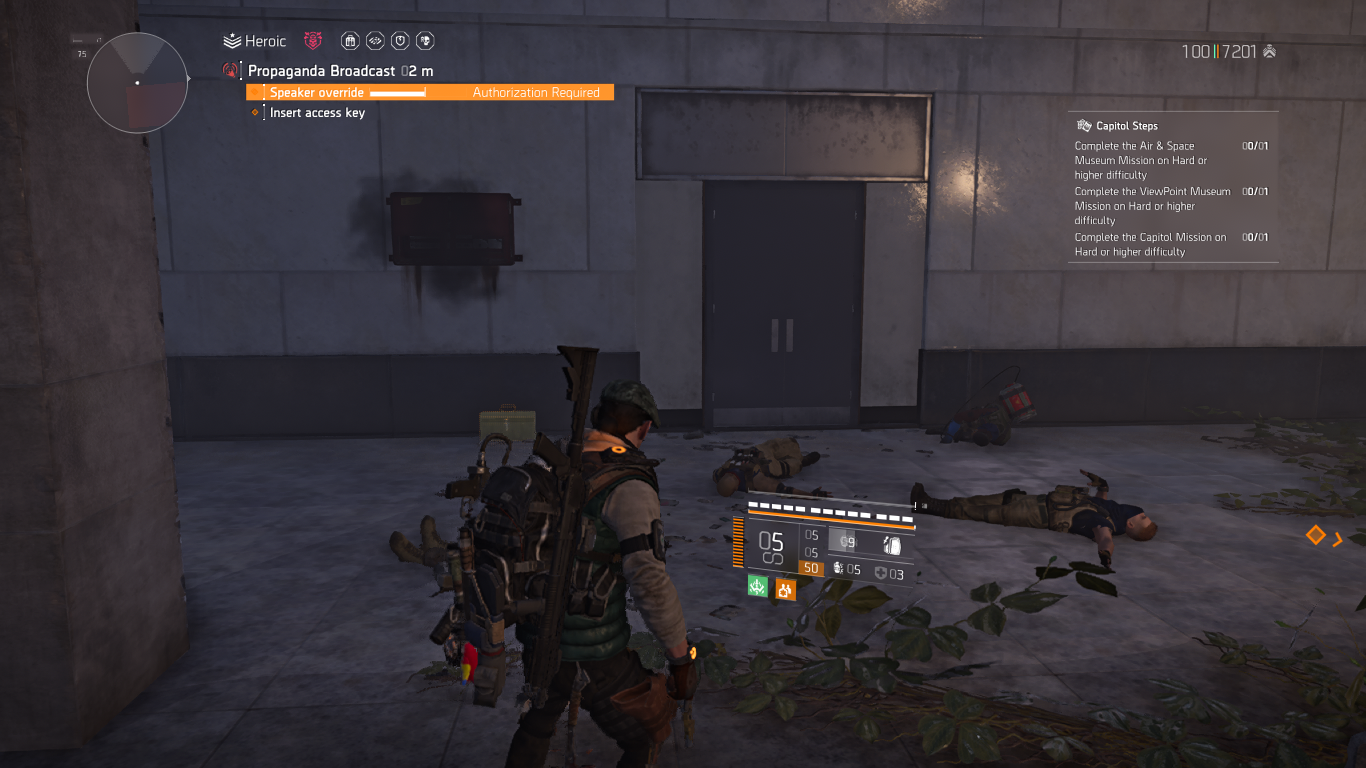 Heroic
75
Propaganda Broadcast 02 m
Speaker override Authorization Required
Insert access key
100 7201
Capitol Steps
Complete the Air & Space 00/01
Museum Mission on Hard or
higher difficulty
Complete the ViewPoint Museum 00/01
Mission on Hard or higher
difficulty
Complete the Capitol Mission on 00/01
Hard or higher difficulty
05
05
09
05
50
05
03